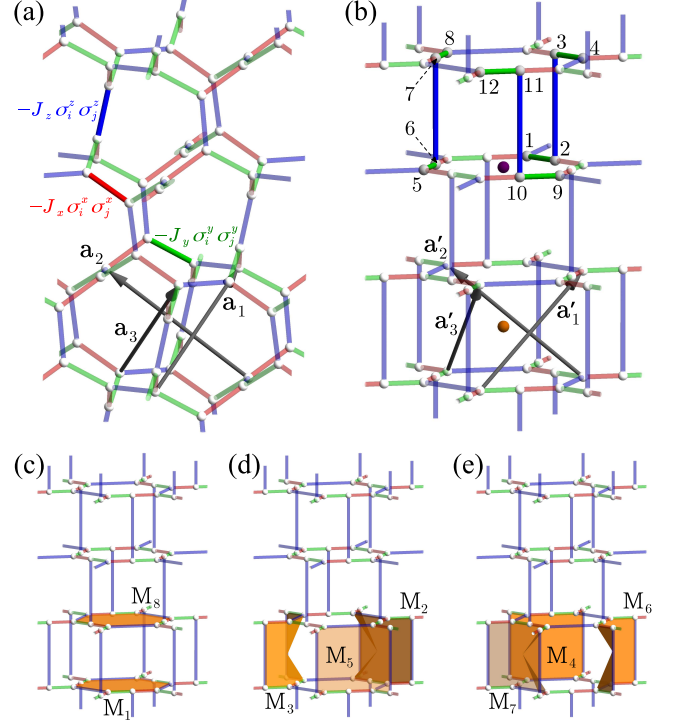 (a)
−J_z σ_i^z σ_j^z
−J_x σ_i^x σ_j^x
−J_y σ_i^y σ_j^y
a_2
a_1
a_3
(b)
8
3
4
7
12
11
6
1
2
5
10
9
a′_2
a′_1
a′_3
(c)
M_8
M_1
(d)
M_2
M_5
M_3
(e)
M_6
M_4
M_7